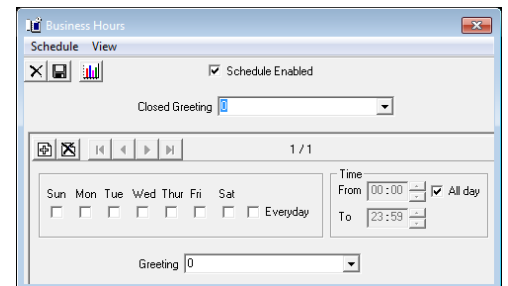 Business Hours
Schedule View
Schedule Enabled
Closed Greeting 0
1 / 1
Sun Mon Tue Wed Thur Fri Sat
Everyday
Time
From 00:00 All day
To 23:59
Greeting 0